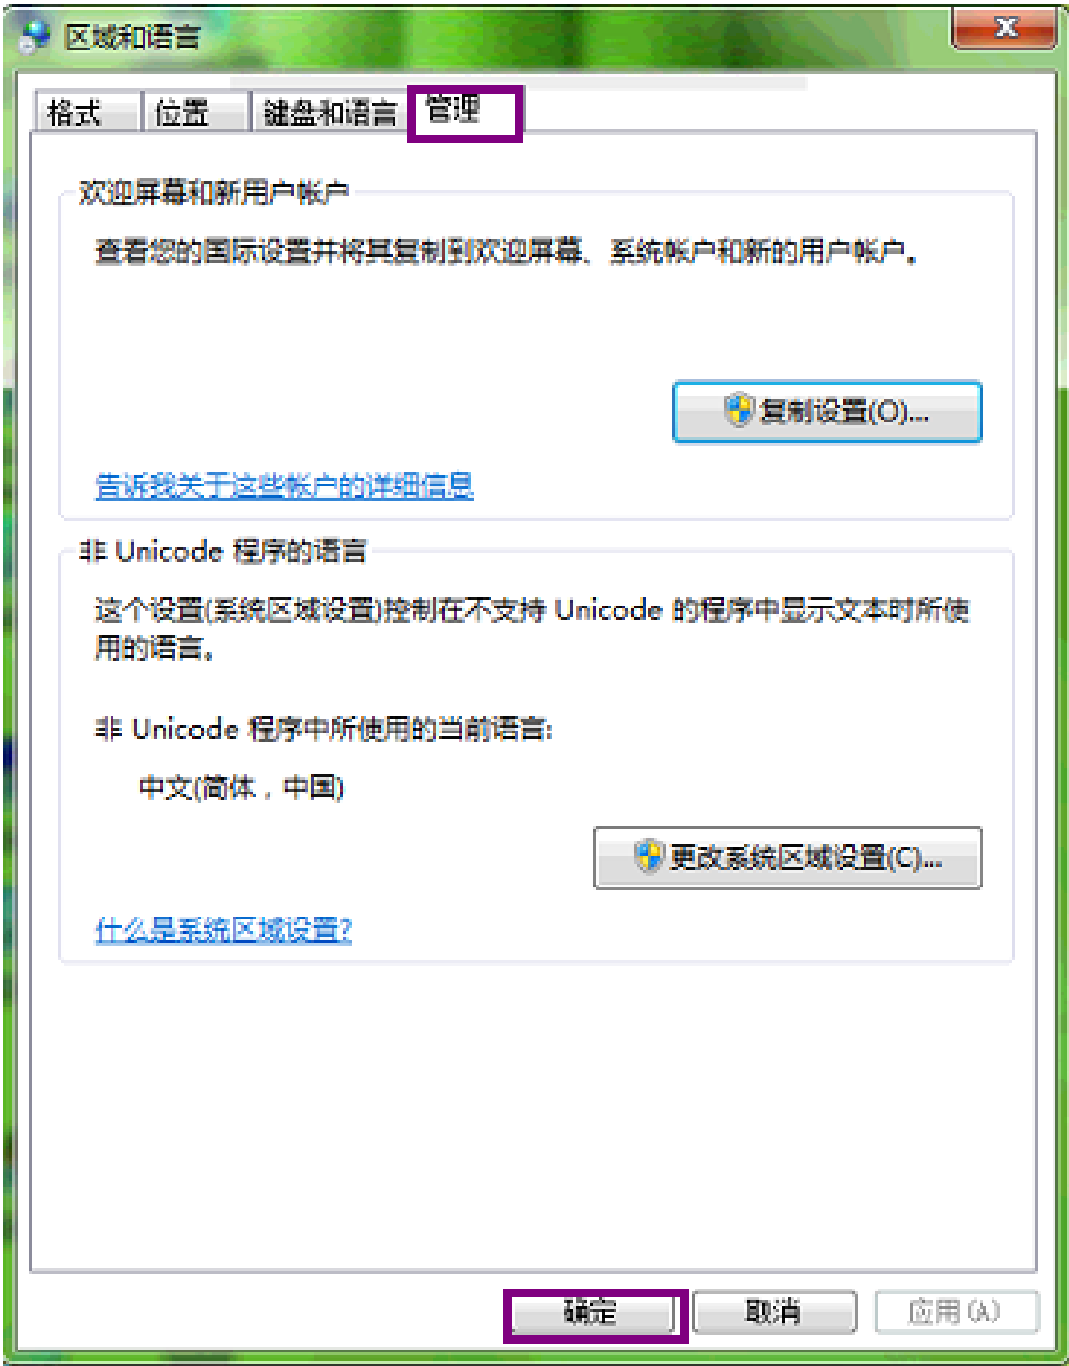 区域和语言
格式 位置 键盘和语言 管理
欢迎屏幕和新用户帐户
查看您的国际设置并将其复制到欢迎屏幕、系统帐户和新的用户帐户。
复制设置(O)...
告诉我关于这些帐户的详细信息
非 Unicode 程序的语言
这个设置(系统区域设置)控制在不支持 Unicode 的程序中显示文本时所使
用的语言。
非 Unicode 程序中所使用的当前语言:
中文(简体，中国)
更改系统区域设置(C)...
什么是系统区域设置?
确定 取消 应用(A)